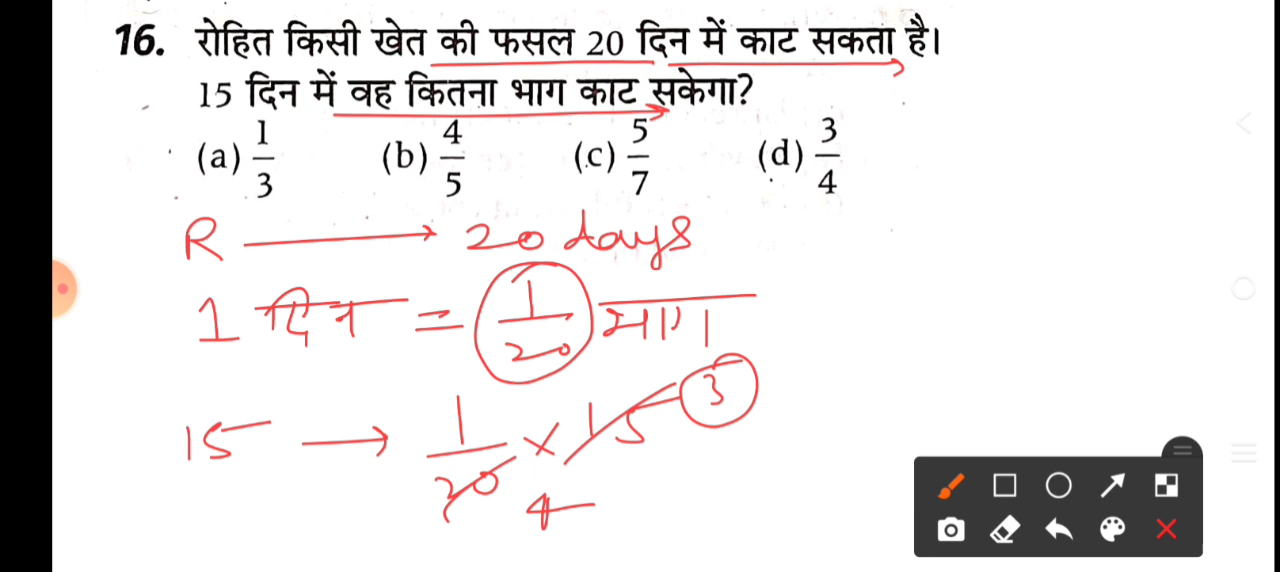 16. रोहित किसी खेत की फसल 20 दिन में काट सकता है।
15 दिन में वह कितना भाग काट सकेगा?
(a) 1/3 (b) 4/5 (c) 5/7 (d) 3/4
R → 20 days
1 दिन = 1/20 भाग
15 → 1/20 × 15 3
4